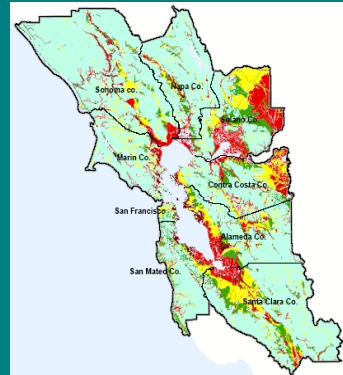 Napa Co.
Sonoma co.
Solano Co.
Marin Co.
Contra Costa Co.
San Francisco
Alameda Co.
San Mateo Co.
Santa Clara Co.